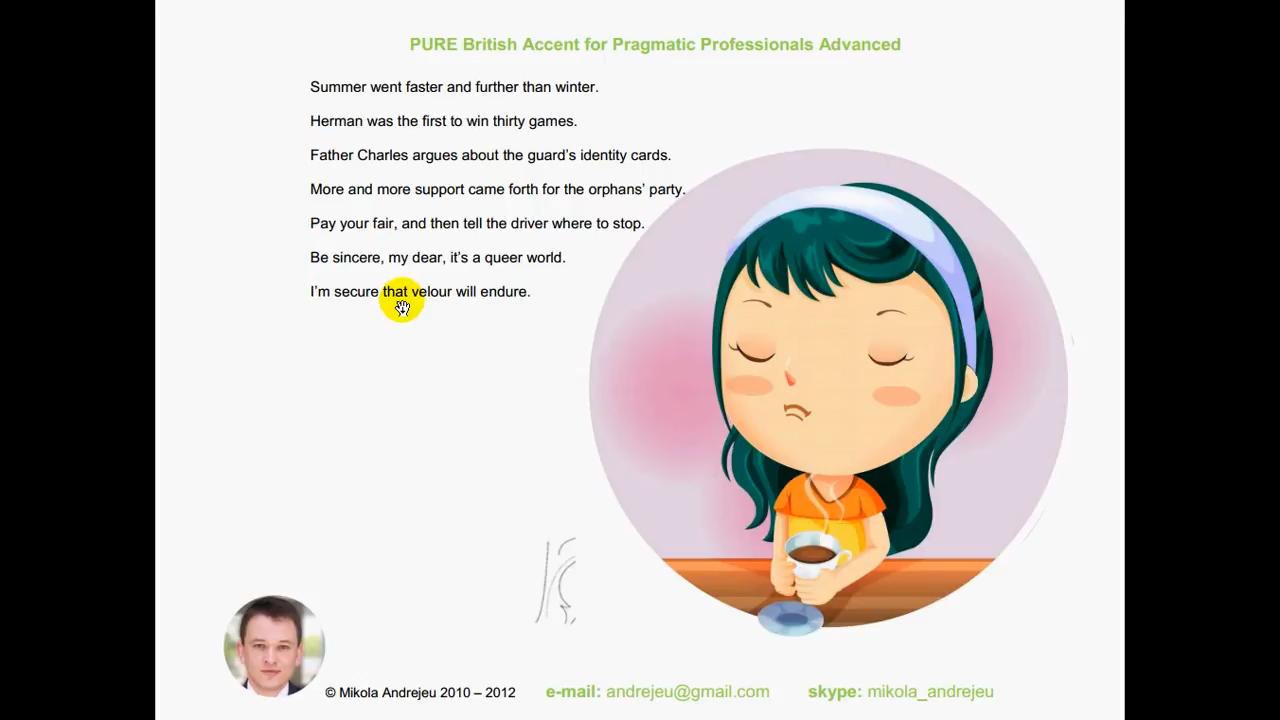 PURE British Accent for Pragmatic Professionals Advanced
Summer went faster and further than winter.
Herman was the first to win thirty games.
Father Charles argues about the guard’s identity cards.
More and more support came forth for the orphans’ party.
Pay your fair, and then tell the driver where to stop.
Be sincere, my dear, it’s a queer world.
I’m secure that velour will endure.
© Mikola Andrejeu 2010 – 2012 e-mail: andrejeu@gmail.com skype: mikola_andrejeu